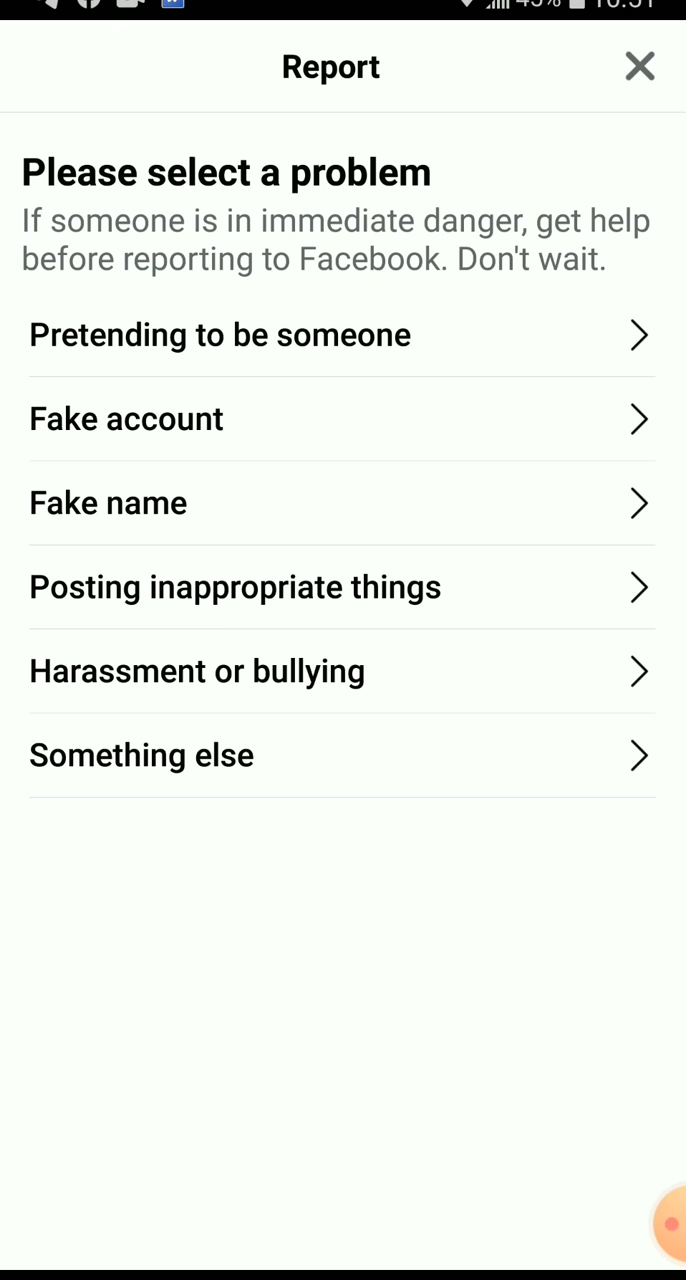 Report
Please select a problem
If someone is in immediate danger, get help
before reporting to Facebook. Don't wait.
Pretending to be someone
Fake account
Fake name
Posting inappropriate things
Harassment or bullying
Something else